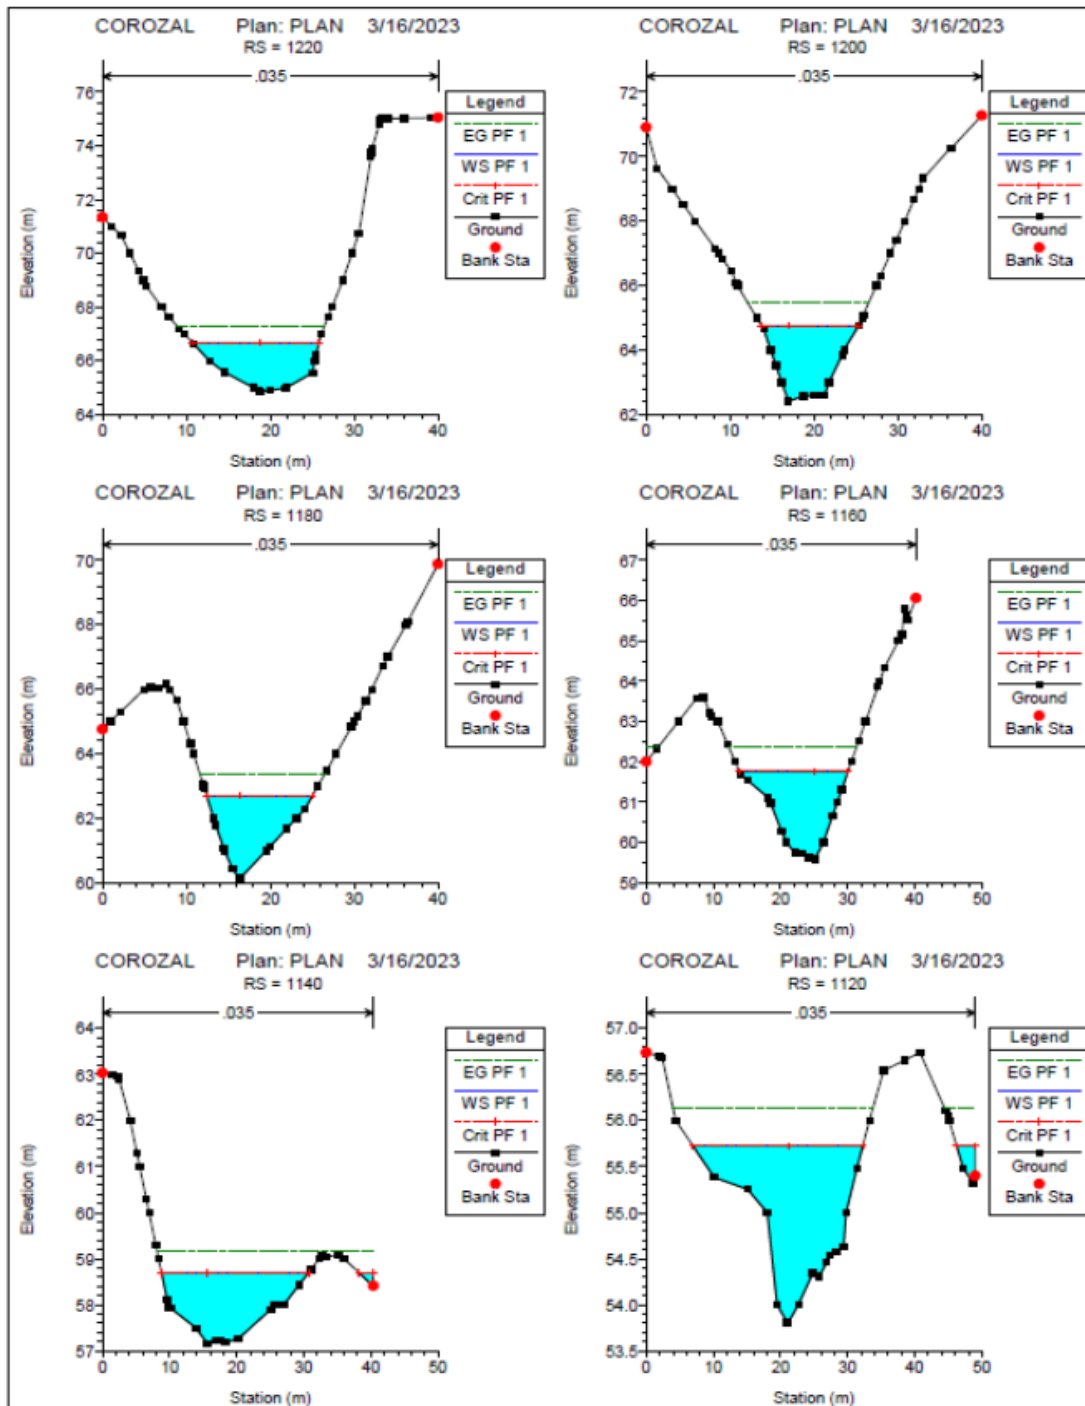 COROZAL Plan: PLAN 3/16/2023
RS = 1220
.035
Elevation (m)
76
74
72
70
68
66
64
0
10
20
30
40
Station (m)
Legend
EG PF 1
WS PF 1
Crit PF 1
Ground
Bank Sta
COROZAL Plan: PLAN 3/16/2023
RS = 1200
.035
Elevation (m)
72
70
68
66
64
62
0
10
20
30
40
Station (m)
Legend
EG PF 1
WS PF 1
Crit PF 1
Ground
Bank Sta
COROZAL Plan: PLAN 3/16/2023
RS = 1180
.035
Elevation (m)
70
68
66
64
62
60
0
10
20
30
40
Station (m)
Legend
EG PF 1
WS PF 1
Crit PF 1
Ground
Bank Sta
COROZAL Plan: PLAN 3/16/2023
RS = 1160
.035
Elevation (m)
67
66
65
64
63
62
61
60
59
0
10
20
30
40
50
Station (m)
Legend
EG PF 1
WS PF 1
Crit PF 1
Ground
Bank Sta
COROZAL Plan: PLAN 3/16/2023
RS = 1140
.035
Elevation (m)
64
63
62
61
60
59
58
57
0
10
20
30
40
50
Station (m)
Legend
EG PF 1
WS PF 1
Crit PF 1
Ground
Bank Sta
COROZAL Plan: PLAN 3/16/2023
RS = 1120
.035
Elevation (m)
57.0
56.5
56.0
55.5
55.0
54.5
54.0
53.5
0
10
20
30
40
50
Station (m)
Legend
EG PF 1
WS PF 1
Crit PF 1
Ground
Bank Sta